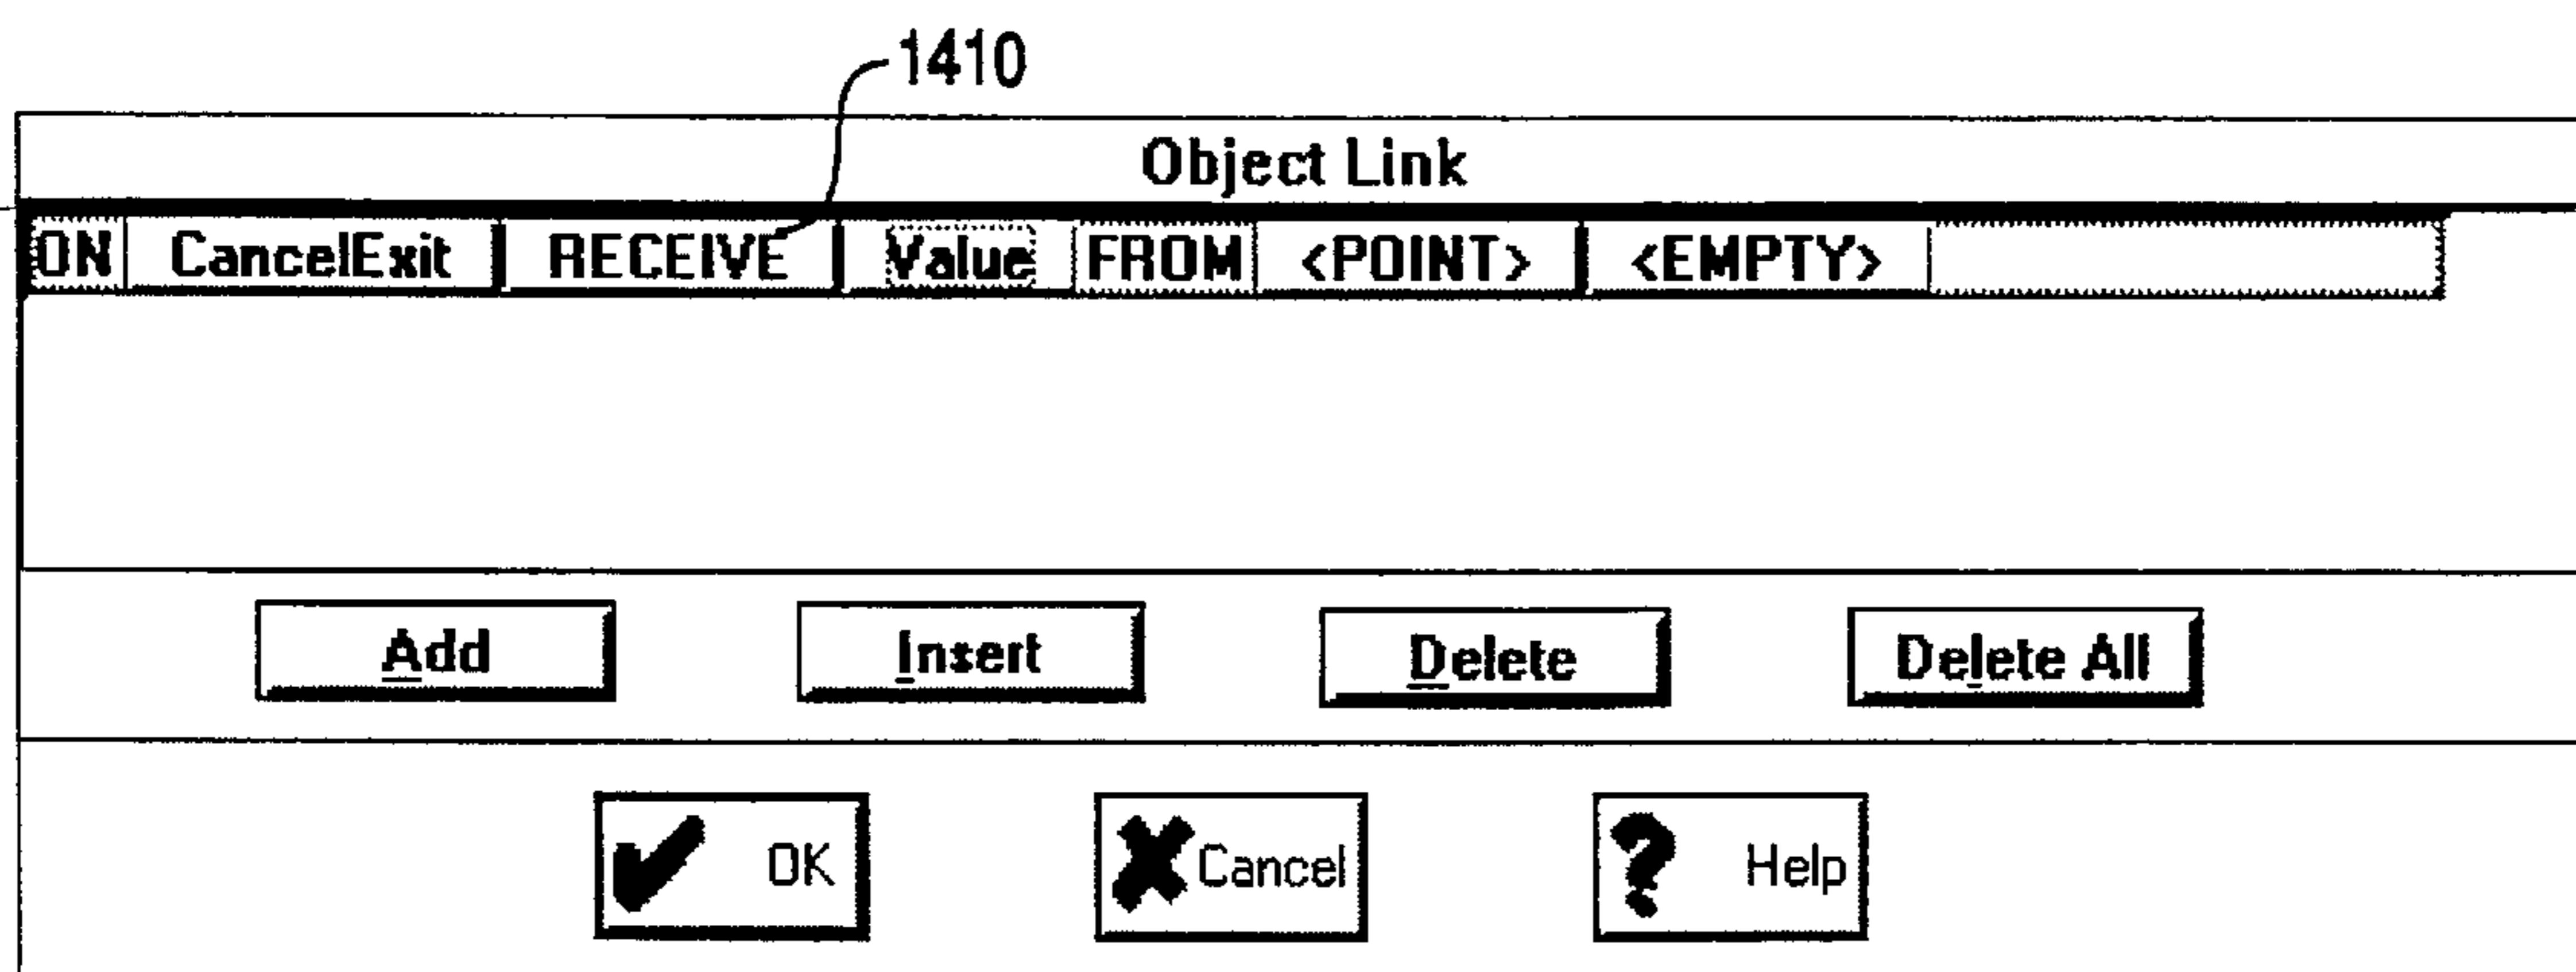 1410
Object Link
ON CancelExit RECEIVE Value FROM <POINT> <EMPTY>
Add Insert Delete Delete All
OK Cancel Help